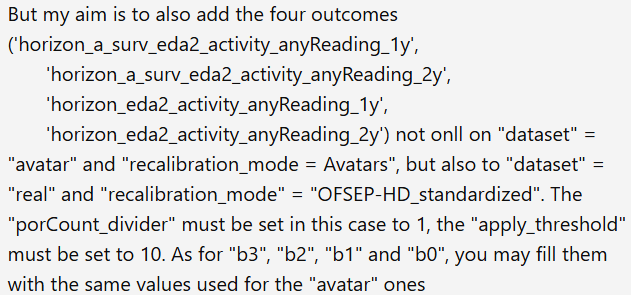 But my aim is to also add the four outcomes
('horizon_a_surv_eda2_activity_anyReading_1y',
'horizon_a_surv_eda2_activity_anyReading_2y',
'horizon_eda2_activity_anyReading_1y',
'horizon_eda2_activity_anyReading_2y') not onll on "dataset" =
"avatar" and "recalibration_mode = Avatars", but also to "dataset" =
"real" and "recalibration_mode" = "OFSEP-HD_standardized". The
"porCount_divider" must be set in this case to 1, the "apply_threshold"
must be set to 10. As for "b3", "b2", "b1" and "b0", you may fill them
with the same values used for the "avatar" ones